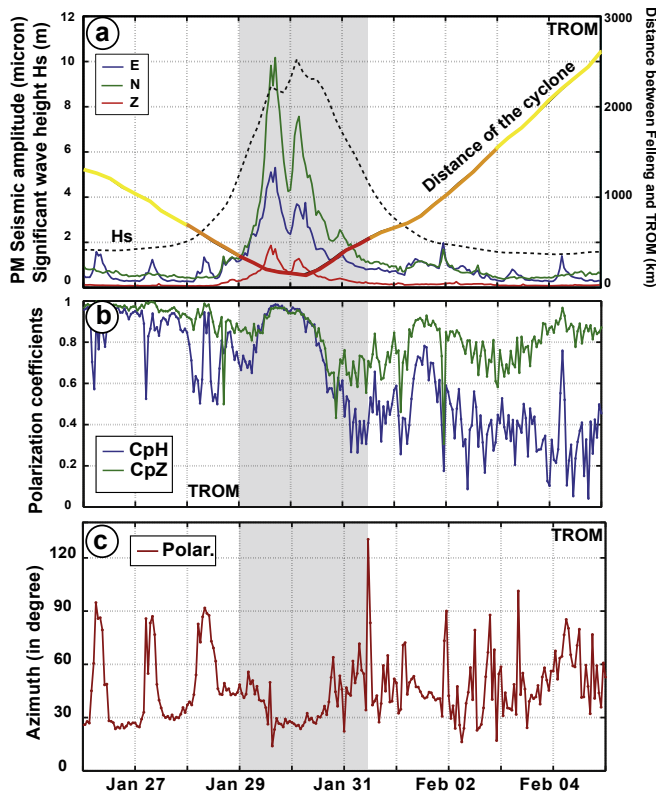 PM Seismic amplitude (micron)
Significant wave height Hs (m)
12
10
8
6
4
2
0
a
E
N
Z
TROM
Hs
Distance of the cyclone
3000
2000
1000
0
Distance between Felleng and TROM (km)
Polarization coefficients
1
0.8
0.6
0.4
0.2
0
b
CpH
CpZ
TROM
Azimuth (in degree)
120
90
60
30
0
c
Polar.
TROM
Jan 27 Jan 29 Jan 31 Feb 02 Feb 04